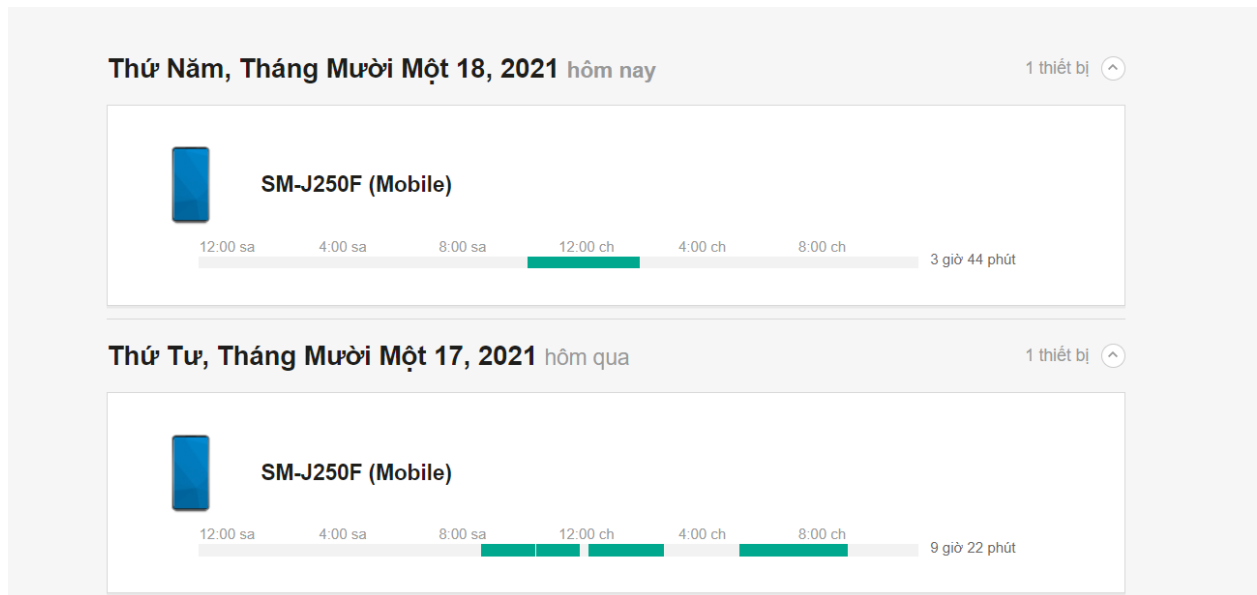 Thứ Năm, Tháng Mười Một 18, 2021 hôm nay 1 thiết bị
SM-J250F (Mobile)
12:00 sa 4:00 sa 8:00 sa 12:00 ch 4:00 ch 8:00 ch
3 giờ 44 phút
Thứ Tư, Tháng Mười Một 17, 2021 hôm qua 1 thiết bị
SM-J250F (Mobile)
12:00 sa 4:00 sa 8:00 sa 12:00 ch 4:00 ch 8:00 ch
9 giờ 22 phút